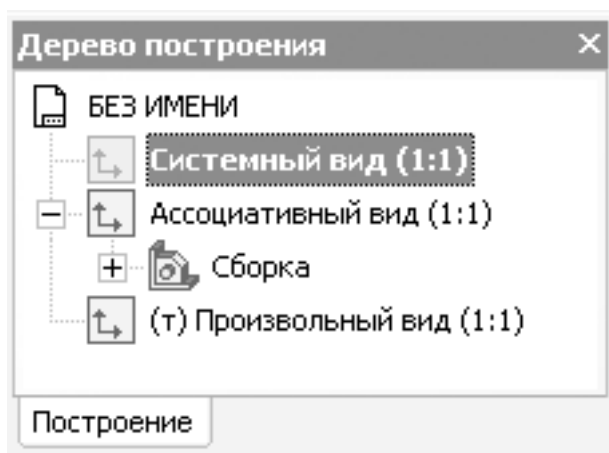 Дерево построения
БЕЗ ИМЕНИ
Системный вид (1:1)
Ассоциативный вид (1:1)
Сборка
(т) Произвольный вид (1:1)
Построение